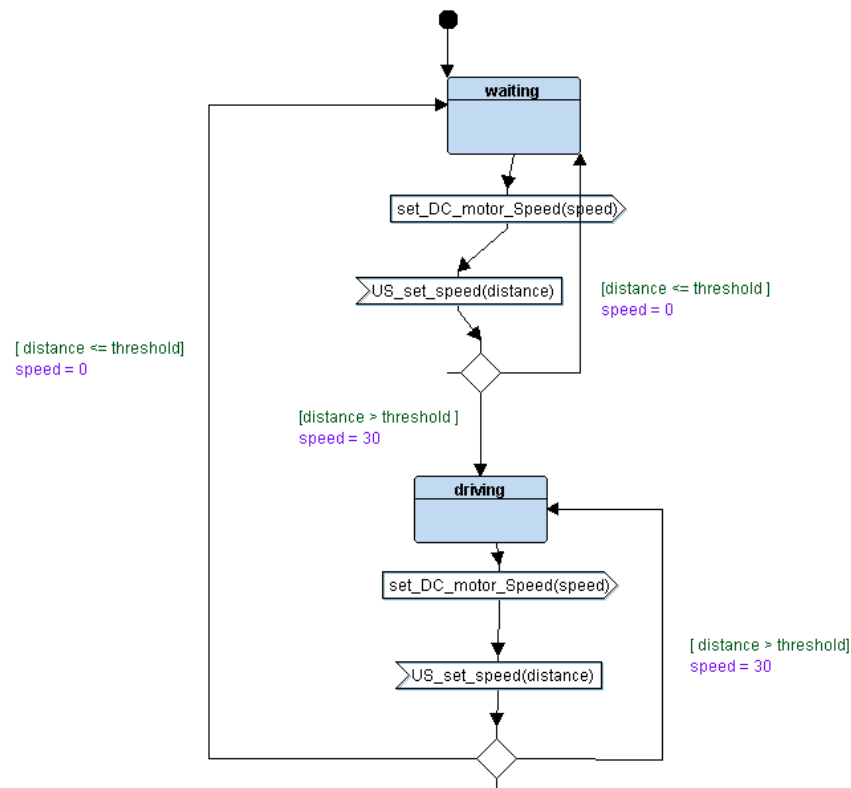 waiting
set_DC_motor_Speed(speed)
US_set_speed(distance)
[distance <= threshold ]
speed = 0
[ distance <= threshold]
speed = 0
[distance > threshold ]
speed = 30
driving
set_DC_motor_Speed(speed)
US_set_speed(distance)
[ distance > threshold]
speed = 30